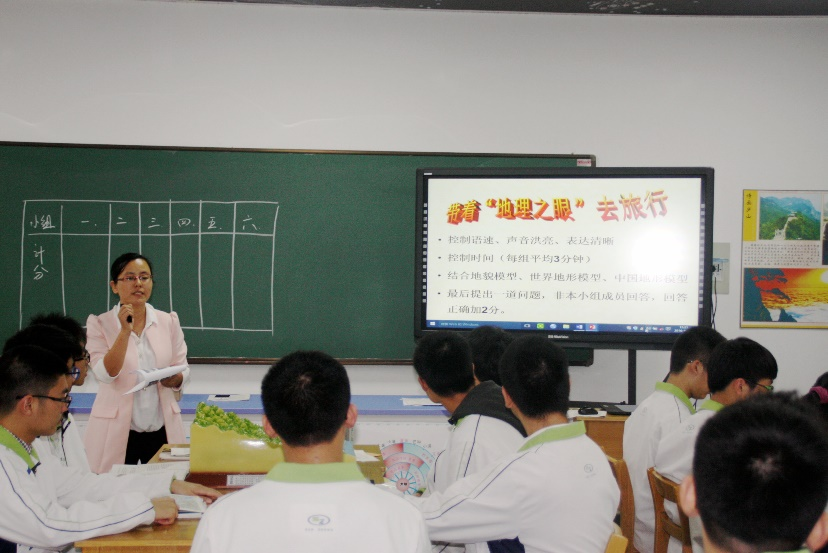 小组 一. 二 三 四. 五. 六
计分
带着“地理之眼”去旅行
• 控制语速、声音洪亮、表达清晰
• 控制时间（每组平均3分钟）
• 结合地貌模型、世界地形模型、中国地形模型
• 最后提出一道问题，非本小组成员回答。回答
正确加2分。